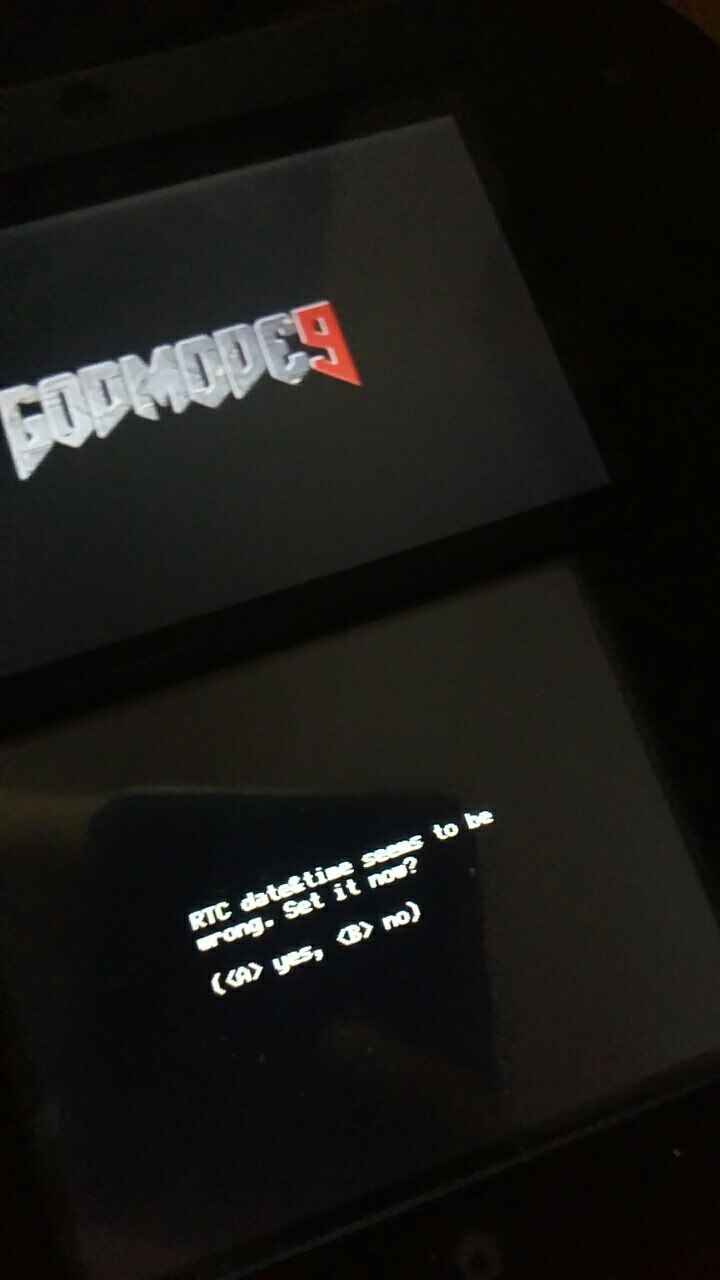 GODMODE9
RTC date&time seems to be
wrong. Set it now?
(<A> yes, <B> no)